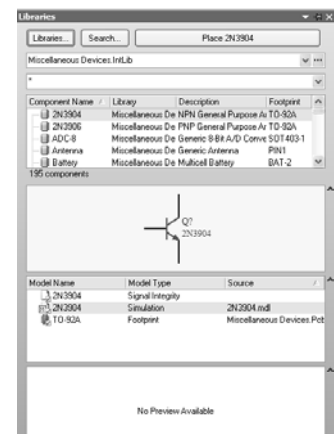 Libraries
Libraries... Search... Place 2N3904
Miscellaneous Devices.IntLib
*
Component Name / Library Description Footprint
2N3904 Miscellaneous De NPN General Purpose Ar TO-92A
2N3906 Miscellaneous De PNP General Purpose Ar TO-92A
ADC-8 Miscellaneous De Generic 8-Bit A/D Conve SOT403-1
Antenna Miscellaneous De Generic Antenna PIN1
Battery Miscellaneous De Multicell Battery BAT-2
195 components
Q?
2N3904
Model Name Model Type Source /
2N3904 Signal Integrity
2N3904 Simulation 2N3904.mdl
TO-92A Footprint Miscellaneous Devices.Pcb
No Preview Available